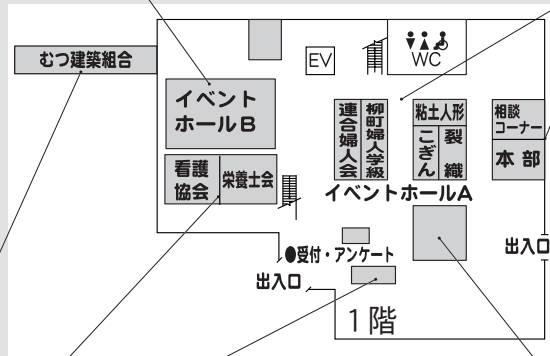 むつ建築組合
EV
WC
イベント
ホールB
連合婦人会
柳町婦人学級
粘土人形
こぎん
裂織
相談
コーナー
本部
看護
協会
栄養士会
イベントホールA
●受付・アンケート
出入口
出入口
1階